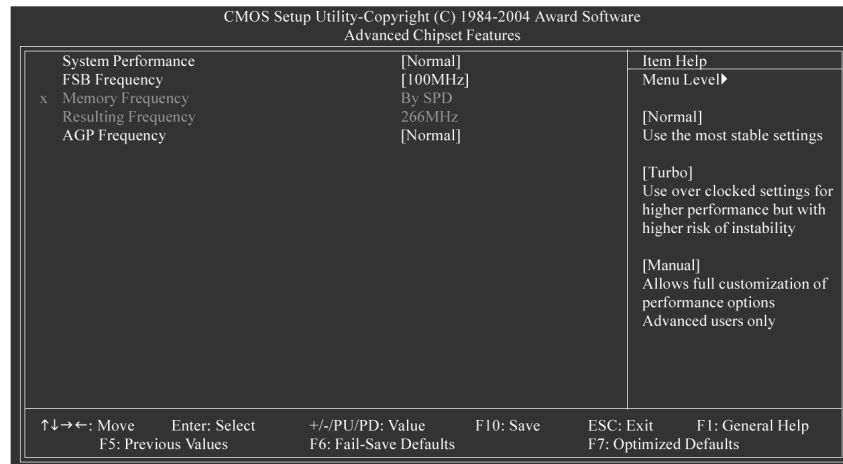 CMOS Setup Utility-Copyright (C) 1984-2004 Award Software
Advanced Chipset Features
System Performance [Normal]
FSB Frequency [100MHz]
x Memory Frequency By SPD
Resulting Frequency 266MHz
AGP Frequency [Normal]
Item Help
Menu Level▶
[Normal]
Use the most stable settings
[Turbo]
Use over clocked settings for
higher performance but with
higher risk of instability
[Manual]
Allows full customization of
performance options
Advanced users only
↑↓→←: Move Enter: Select +/-/PU/PD: Value F10: Save ESC: Exit F1: General Help
F5: Previous Values F6: Fail-Save Defaults F7: Optimized Defaults